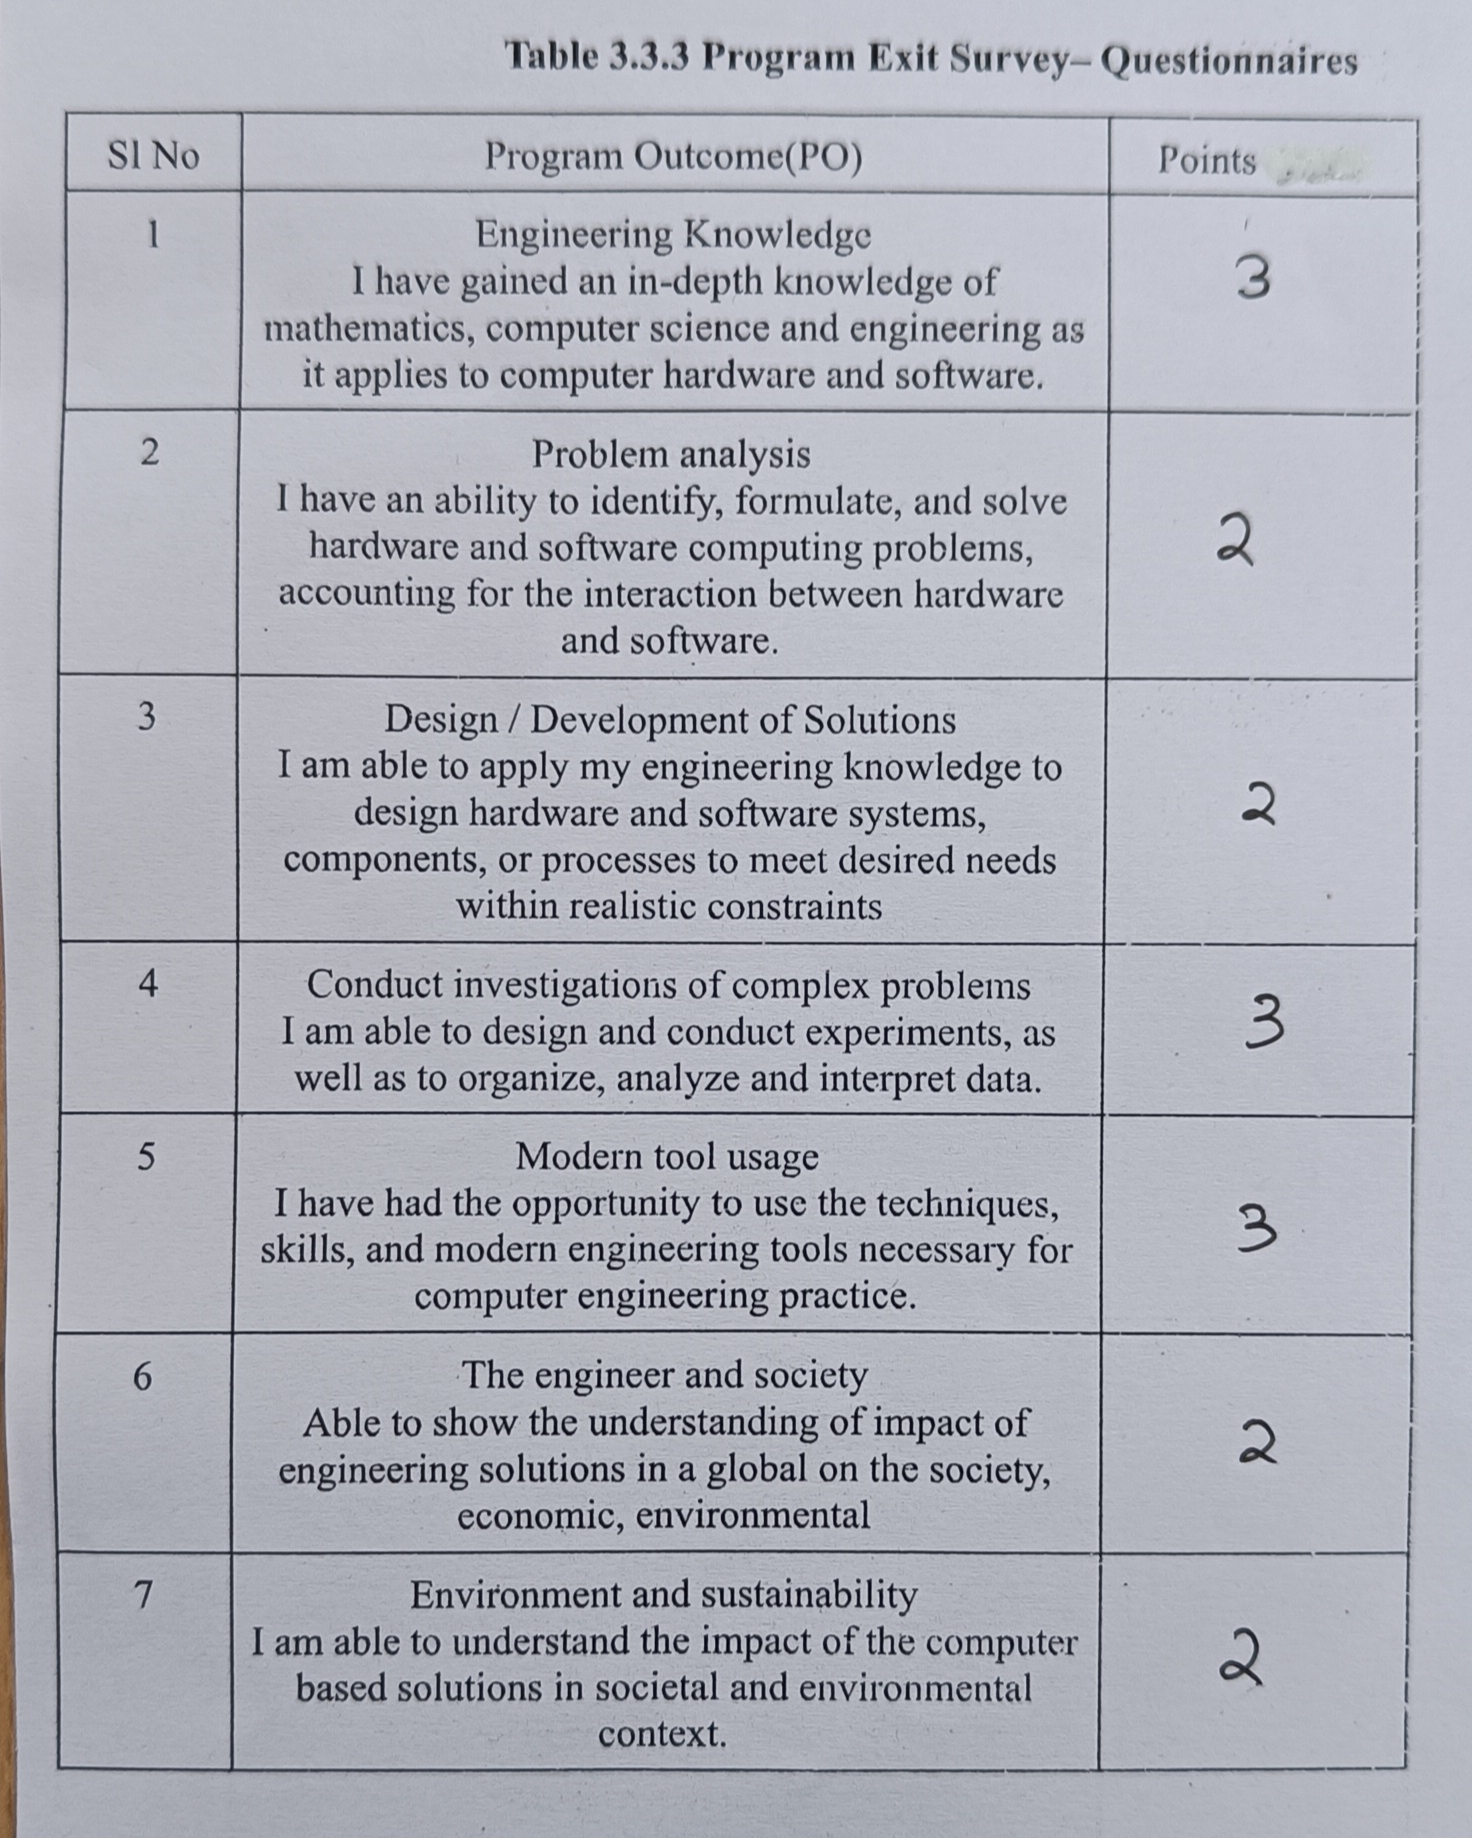 Table 3.3.3 Program Exit Survey– Questionnaires
Sl No Program Outcome(PO) Points
1 Engineering Knowledge
I have gained an in-depth knowledge of
mathematics, computer science and engineering as
it applies to computer hardware and software.
3
2 Problem analysis
I have an ability to identify, formulate, and solve
hardware and software computing problems,
accounting for the interaction between hardware
and software.
2
3 Design / Development of Solutions
I am able to apply my engineering knowledge to
design hardware and software systems,
components, or processes to meet desired needs
within realistic constraints
2
4 Conduct investigations of complex problems
I am able to design and conduct experiments, as
well as to organize, analyze and interpret data.
3
5 Modern tool usage
I have had the opportunity to use the techniques,
skills, and modern engineering tools necessary for
computer engineering practice.
3
6 The engineer and society
Able to show the understanding of impact of
engineering solutions in a global on the society,
economic, environmental
2
7 Environment and sustainability
I am able to understand the impact of the computer
based solutions in societal and environmental
context.
2